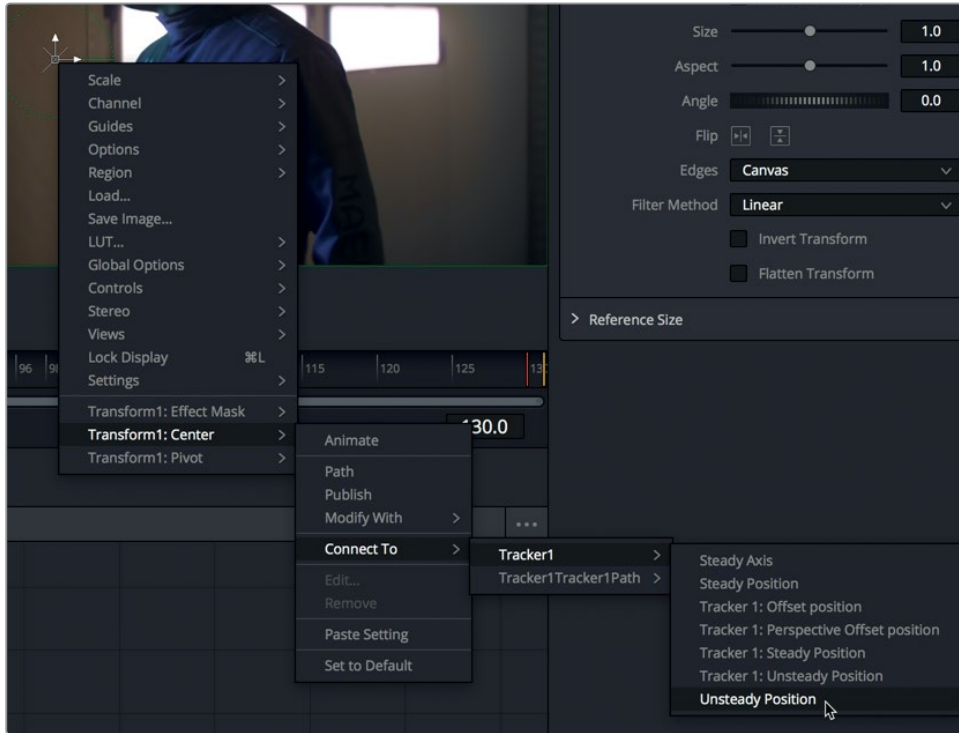 Size 1.0
Aspect 1.0
Angle 0.0
Flip
Edges Canvas
Filter Method Linear
Invert Transform
Flatten Transform
Reference Size
MAE
Scale
Channel
Guides
Options
Region
Load...
Save Image...
LUT...
Global Options
Controls
Stereo
Views
Lock Display ⌘L
Settings
Transform1: Effect Mask
Transform1: Center
Transform1: Pivot
96 115 120 125
130.0
Animate
Path
Publish
Modify With
Connect To
Edit...
Remove
Paste Setting
Set to Default
Tracker1
Tracker1Tracker1Path
Steady Axis
Steady Position
Tracker 1: Offset position
Tracker 1: Perspective Offset position
Tracker 1: Steady Position
Tracker 1: Unsteady Position
Unsteady Position